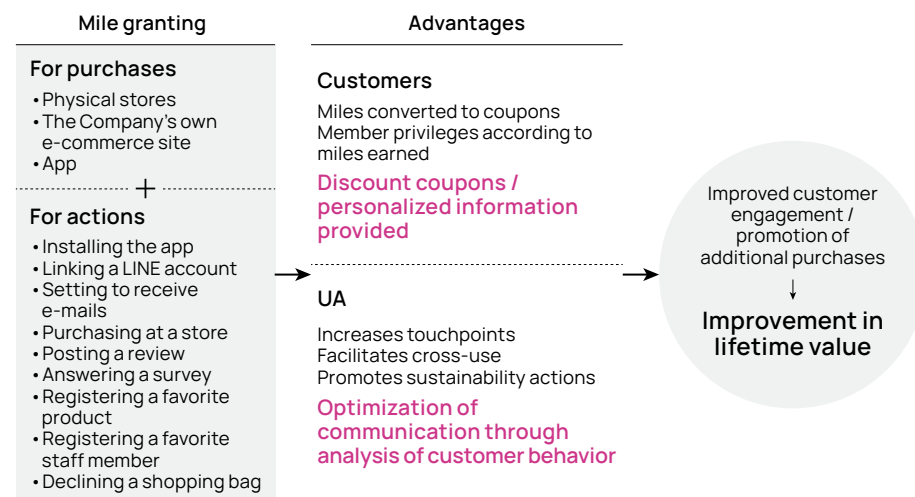 Mile granting
For purchases
•Physical stores
•The Company's own
e-commerce site
•App
+
For actions
•Installing the app
•Linking a LINE account
•Setting to receive
e-mails
•Purchasing at a store
•Posting a review
•Answering a survey
•Registering a favorite
product
•Registering a favorite
staff member
•Declining a shopping bag
Advantages
Customers
Miles converted to coupons
Member privileges according to
miles earned
Discount coupons /
personalized information
provided
UA
Increases touchpoints
Facilitates cross-use
Promotes sustainability actions
Optimization of
communication through
analysis of customer behavior
Improved customer
engagement /
promotion of
additional purchases
↓
Improvement in
lifetime value